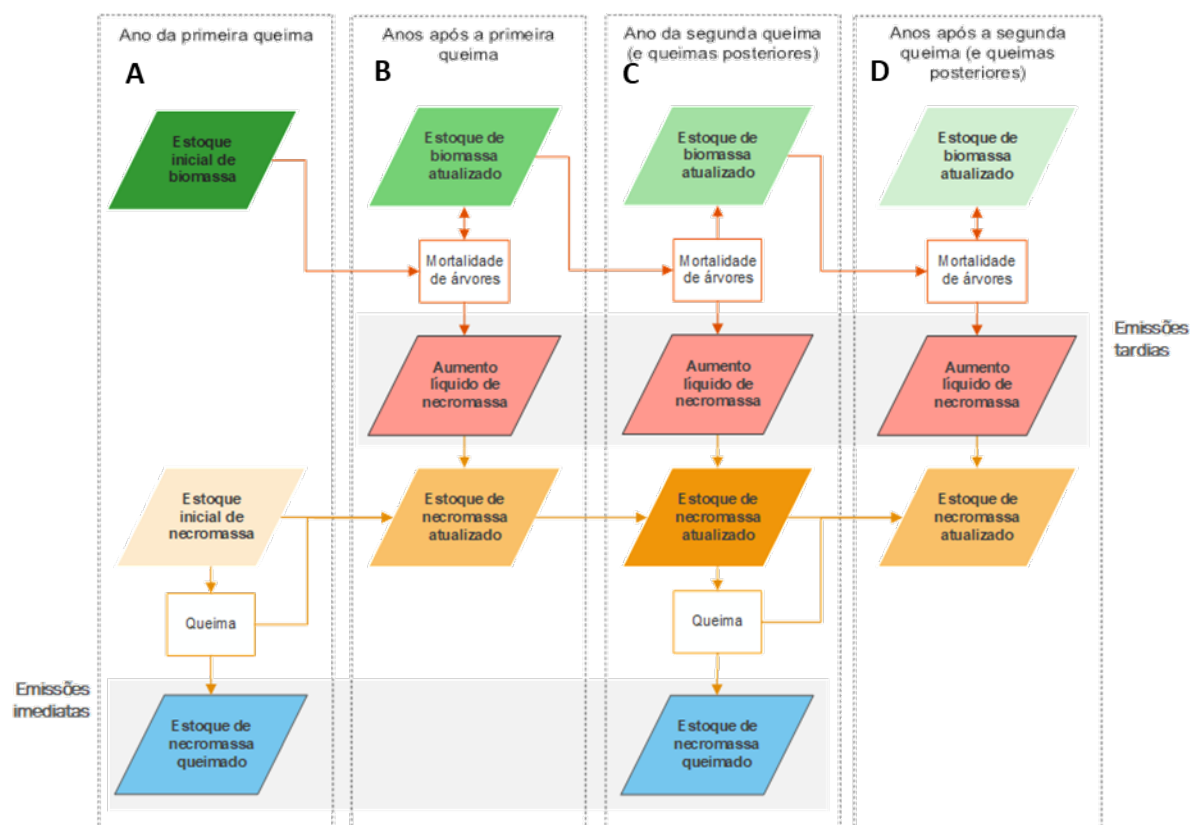 Ano da primeira queima
A
Anos após a primeira
queima
B
Ano da segunda queima
(e queimas posteriores)
C
Anos após a segunda
queima (e queimas
posteriores)
D
Estoque
inicial de
biomassa
Estoque de
biomassa
atualizado
Estoque de
biomassa
atualizado
Estoque de
biomassa
atualizado
Mortalidade
de árvores
Mortalidade
de árvores
Mortalidade
de árvores
Aumento
líquido de
necromassa
Aumento
líquido de
necromassa
Aumento
líquido de
necromassa
Emissões
tardias
Estoque
inicial de
necromassa
Estoque de
necromassa
atualizado
Estoque de
necromassa
atualizado
Estoque de
necromassa
atualizado
Queima
Queima
Emissões
imediatas
Estoque de
necromassa
queimado
Estoque de
necromassa
queimado